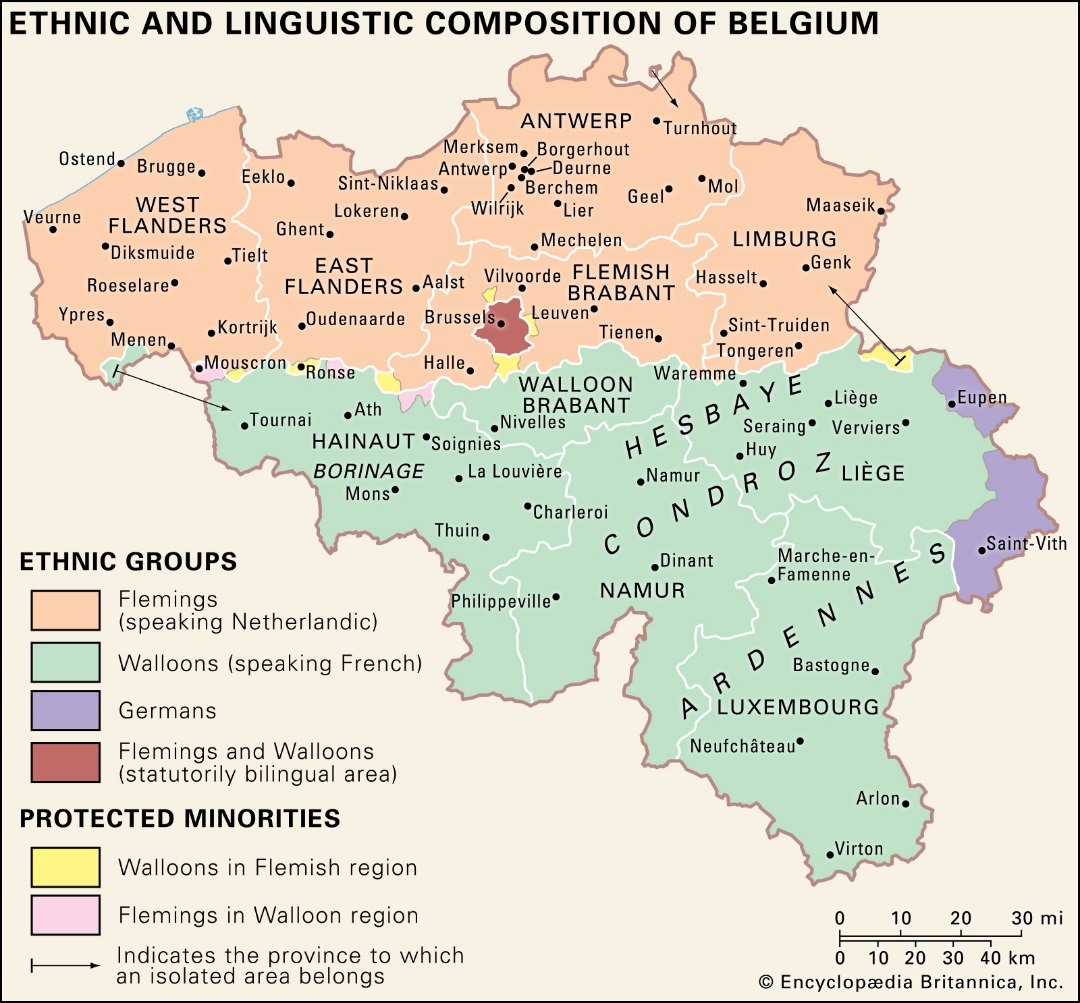 ETHNIC AND LINGUISTIC COMPOSITION OF BELGIUM
ANTWERP
Turnhout
Merksem
Borgerhout
Antwerp
Deurne
Berchem
Wilrijk
Lier
Geel
Mol
Mechelen
Ostend
Brugge
Eeklo
Sint-Niklaas
Lokeren
WEST
FLANDERS
Veurne
Diksmuide
Tielt
Ghent
Roeselare
EAST
FLANDERS
Aalst
Ypres
Menen
Kortrijk
Oudenaarde
Mouscron
Ronse
Vilvoorde
FLEMISH
BRABANT
Brussels
Leuven
Tienen
Halle
Maaseik
LIMBURG
Genk
Hasselt
Sint-Truiden
Tongeren
Waremme
WALLOON
BRABANT
Nivelles
Tournai
Ath
HAINAUT
Soignies
BORINAGE
Mons
La Louvière
Charleroi
Thuin
HESBAYE
Liège
Eupen
Seraing
Verviers
Huy
LIÈGE
Namur
CONDROZ
Saint-Vith
Dinant
Marche-en-
Famenne
NAMUR
Philippeville
ARDENNES
Bastogne
LUXEMBOURG
Neufchâteau
Arlon
Virton
ETHNIC GROUPS
Flemings
(speaking Netherlandic)
Walloons (speaking French)
Germans
Flemings and Walloons
(statutorily bilingual area)
PROTECTED MINORITIES
Walloons in Flemish region
Flemings in Walloon region
Indicates the province to which
an isolated area belongs
0 10 20 30 mi
0 10 20 30 40 km
© Encyclopædia Britannica, Inc.